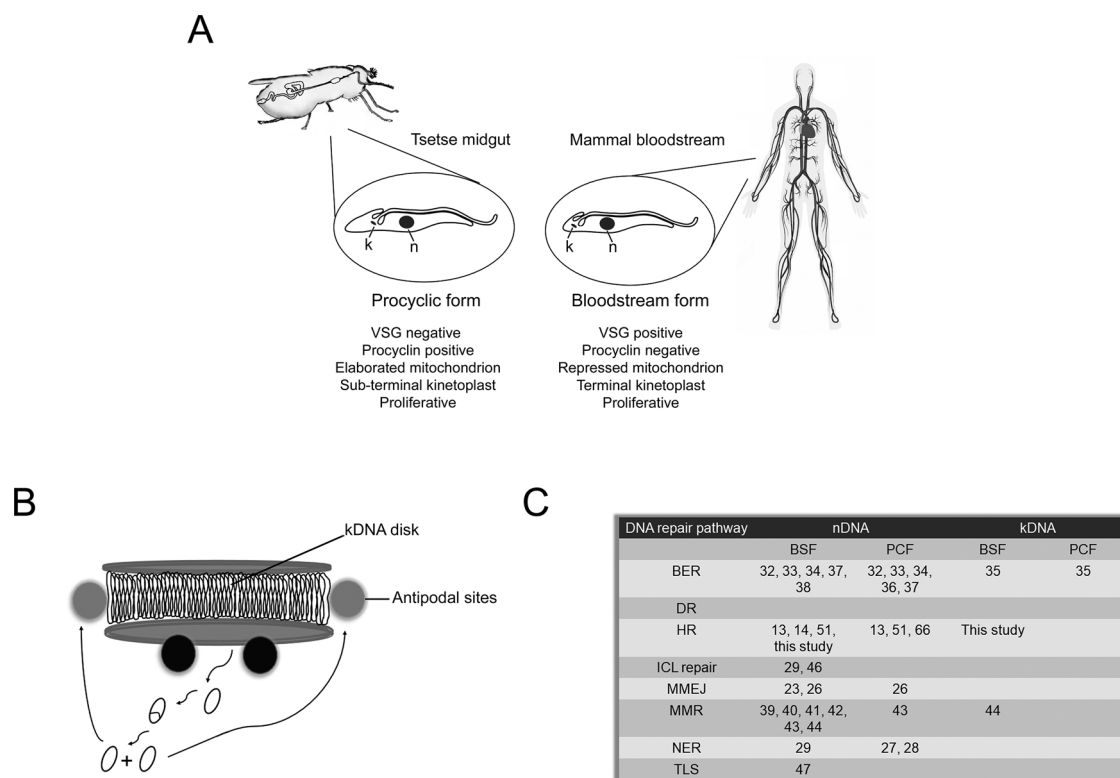 A
Tsetse midgut
Mammal bloodstream
k
n
k
n
Procyclic form
VSG negative
Procyclin positive
Elaborated mitochondrion
Sub-terminal kinetoplast
Proliferative
Bloodstream form
VSG positive
Procyclin negative
Repressed mitochondrion
Terminal kinetoplast
Proliferative
B
kDNA disk
Antipodal sites
+
C
DNA repair pathway nDNA kDNA
BSF PCF BSF PCF
BER 32, 33, 34, 37, 32, 33, 34, 35 35
38 36, 37
DR
HR 13, 14, 51, 13, 51, 66 This study
this study
ICL repair 29, 46
MMEJ 23, 26 26
MMR 39, 40, 41, 42, 43 44
43, 44
NER 29 27, 28
TLS 47